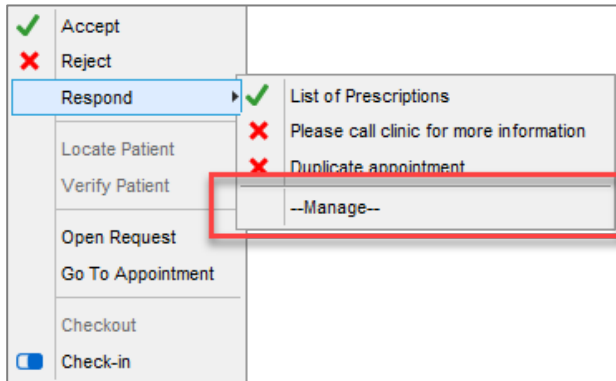 Accept
Reject
Respond
List of Prescriptions
Please call clinic for more information
Duplicate appointment
--Manage--
Locate Patient
Verify Patient
Open Request
Go To Appointment
Checkout
Check-in